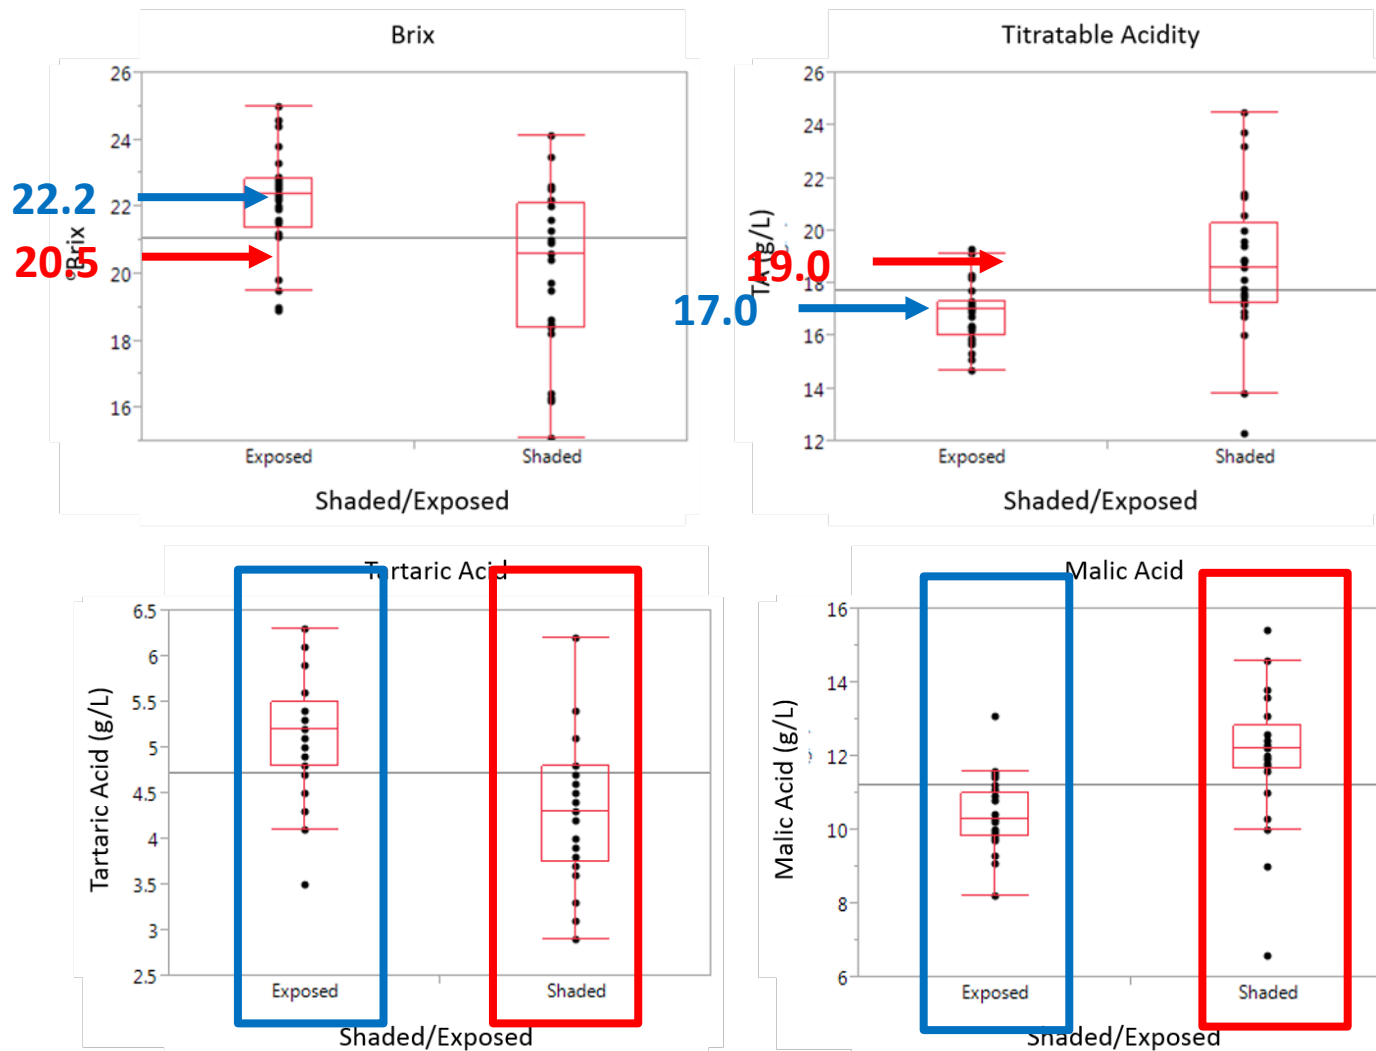 Brix
26
24
22
20
18
16
°Brix
22.2
20.5
Exposed
Shaded
Shaded/Exposed
Titratable Acidity
26
24
22
20
18
16
14
12
TA (g/L)
19.0
17.0
Exposed
Shaded
Shaded/Exposed
Tartaric Acid
6.5
6
5.5
5
4.5
4
3.5
3
2.5
Tartaric Acid (g/L)
Exposed
Shaded
Shaded/Exposed
Malic Acid
16
14
12
10
8
6
Malic Acid (g/L)
Exposed
Shaded
Shaded/Exposed